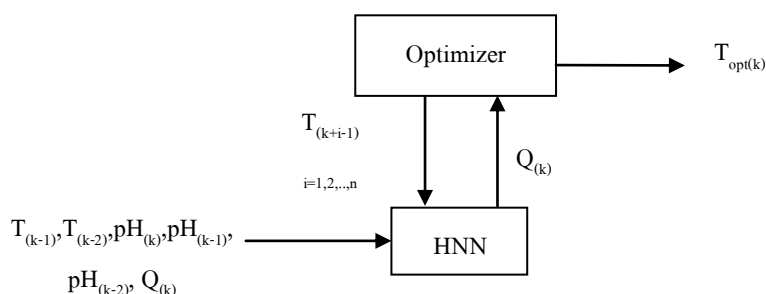 Optimizer
T_opt(k)
T_(k+i-1)
i=1,2,..,n
Q_(k)
T_(k-1),T_(k-2),pH_(k),pH_(k-1),
pH_(k-2), Q_(k)
HNN